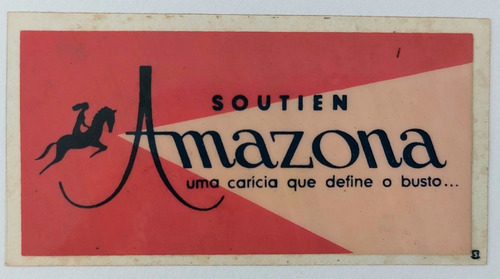 SOUTIEN
Amazona
uma carícia que define o busto...